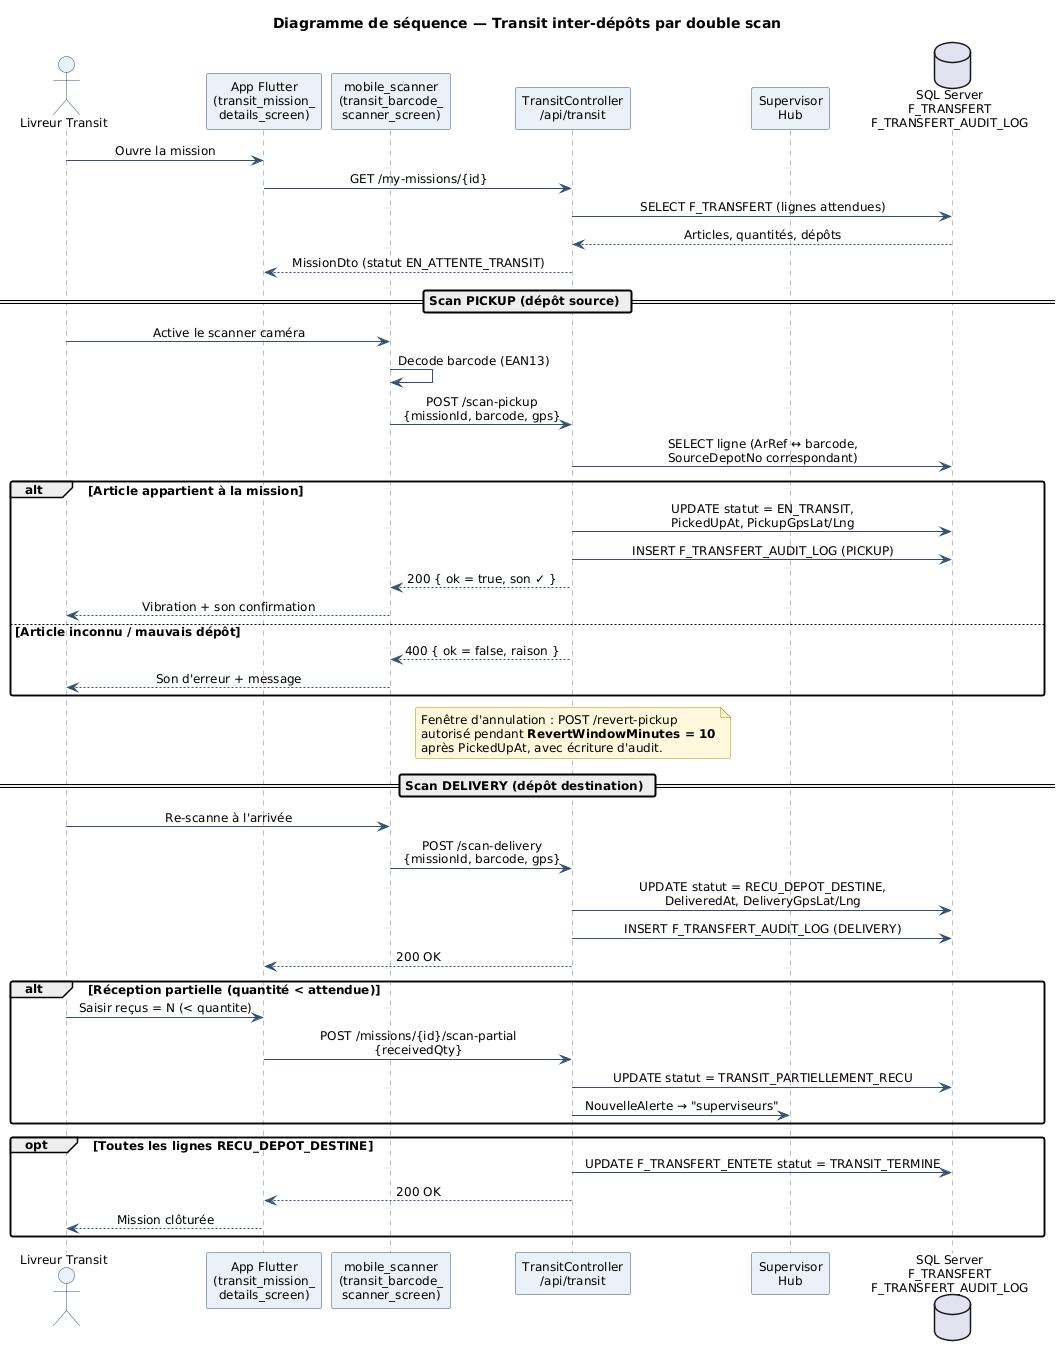 Diagramme de séquence — Transit inter-dépôts par double scan
Livreur Transit
App Flutter
(transit_mission_
details_screen)
mobile_scanner
(transit_barcode_
scanner_screen)
TransitController
/api/transit
Supervisor
Hub
SQL Server
F_TRANSFERT
F_TRANSFERT_AUDIT_LOG
Ouvre la mission
GET /my-missions/{id}
SELECT F_TRANSFERT (lignes attendues)
Articles, quantités, dépôts
MissionDto (statut EN_ATTENTE_TRANSIT)
Scan PICKUP (dépôt source)
Active le scanner caméra
Decode barcode (EAN13)
POST /scan-pickup
{missionId, barcode, gps}
SELECT ligne (ArRef ↔ barcode,
SourceDepotNo correspondant)
alt
[Article appartient à la mission]
UPDATE statut = EN_TRANSIT,
PickedUpAt, PickupGpsLat/Lng
INSERT F_TRANSFERT_AUDIT_LOG (PICKUP)
200 { ok = true, son ✓ }
Vibration + son confirmation
[Article inconnu / mauvais dépôt]
400 { ok = false, raison }
Son d'erreur + message
Fenêtre d'annulation : POST /revert-pickup
autorisé pendant RevertWindowMinutes = 10
après PickedUpAt, avec écriture d'audit.
Scan DELIVERY (dépôt destination)
Re-scanne à l'arrivée
POST /scan-delivery
{missionId, barcode, gps}
UPDATE statut = RECU_DEPOT_DESTINE,
DeliveredAt, DeliveryGpsLat/Lng
INSERT F_TRANSFERT_AUDIT_LOG (DELIVERY)
200 OK
alt
[Réception partielle (quantité < attendue)]
Saisir reçus = N (< quantite)
POST /missions/{id}/scan-partial
{receivedQty}
UPDATE statut = TRANSIT_PARTIELLEMENT_RECU
NouvelleAlerte → "superviseurs"
opt
[Toutes les lignes RECU_DEPOT_DESTINE]
UPDATE F_TRANSFERT_ENTETE statut = TRANSIT_TERMINE
200 OK
Mission clôturée
Livreur Transit
App Flutter
(transit_mission_
details_screen)
mobile_scanner
(transit_barcode_
scanner_screen)
TransitController
/api/transit
Supervisor
Hub
SQL Server
F_TRANSFERT
F_TRANSFERT_AUDIT_LOG